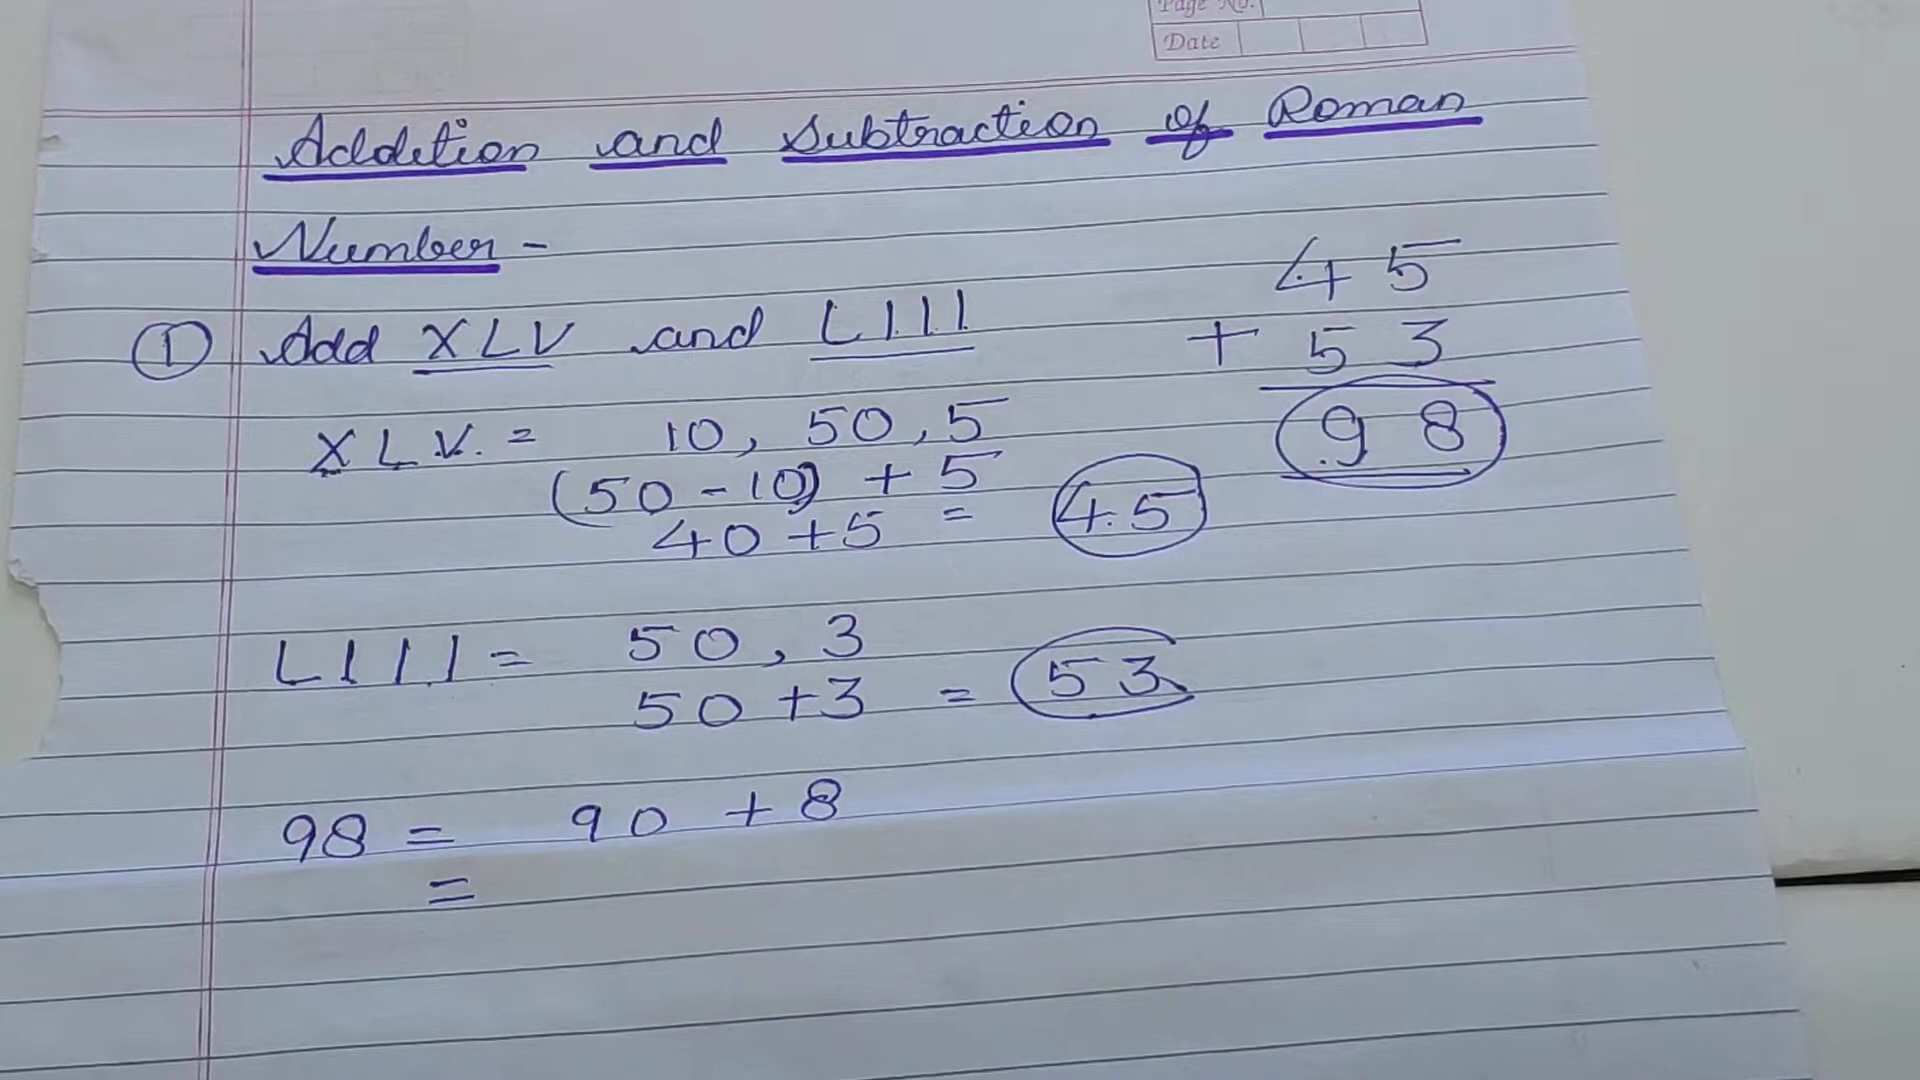 Page No.
Date
Addition and Subtraction of Roman
Number -
① Add XLV and LIII
45
+ 53
98
XLV. = 10, 50, 5
(50 - 10) + 5
40 + 5 = 45
LIII = 50, 3
50 + 3 = 53
98 = 90 + 8
=